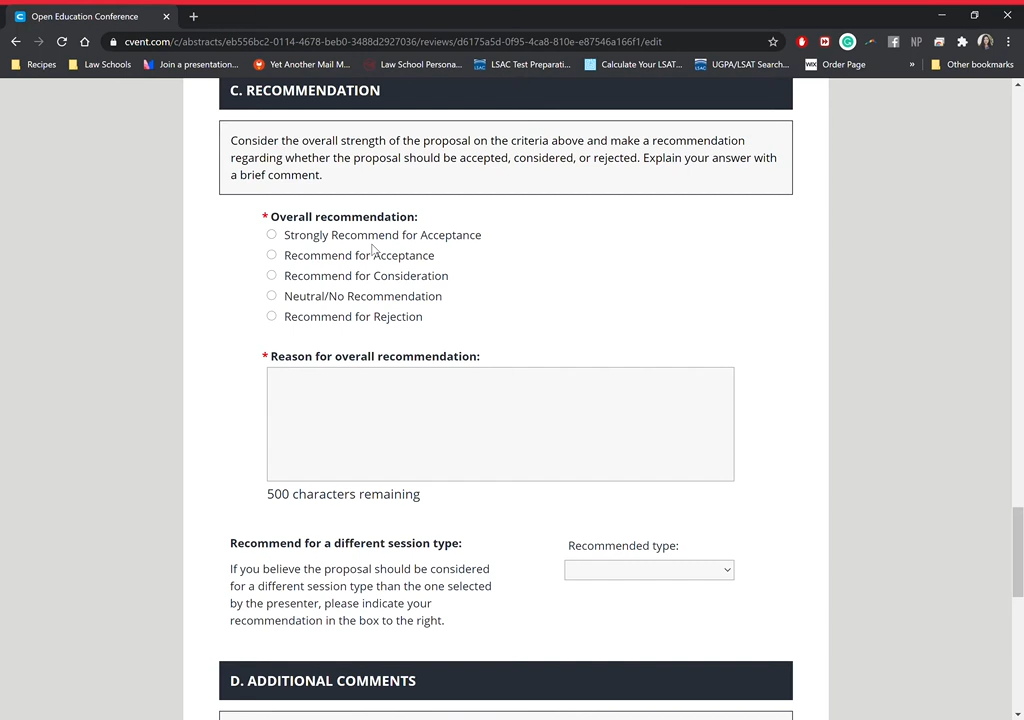 Open Education Conference
cvent.com/c/abstracts/eb556bc2-0114-4678-beb0-3488d2927036/reviews/d6175a5d-0f95-4ca8-810e-e87546a166f1/edit
NP
Recipes
Law Schools
Join a presentation...
Yet Another Mail M...
Law School Persona...
LSAC
LSAC Test Preparati...
Calculate Your LSAT...
LSAC
UGPA/LSAT Search...
WIX
Order Page
»
Other bookmarks
C. RECOMMENDATION
Consider the overall strength of the proposal on the criteria above and make a recommendation
regarding whether the proposal should be accepted, considered, or rejected. Explain your answer with
a brief comment.
* Overall recommendation:
Strongly Recommend for Acceptance
Recommend for Acceptance
Recommend for Consideration
Neutral/No Recommendation
Recommend for Rejection
* Reason for overall recommendation:
500 characters remaining
Recommend for a different session type:
Recommended type:
If you believe the proposal should be considered
for a different session type than the one selected
by the presenter, please indicate your
recommendation in the box to the right.
D. ADDITIONAL COMMENTS